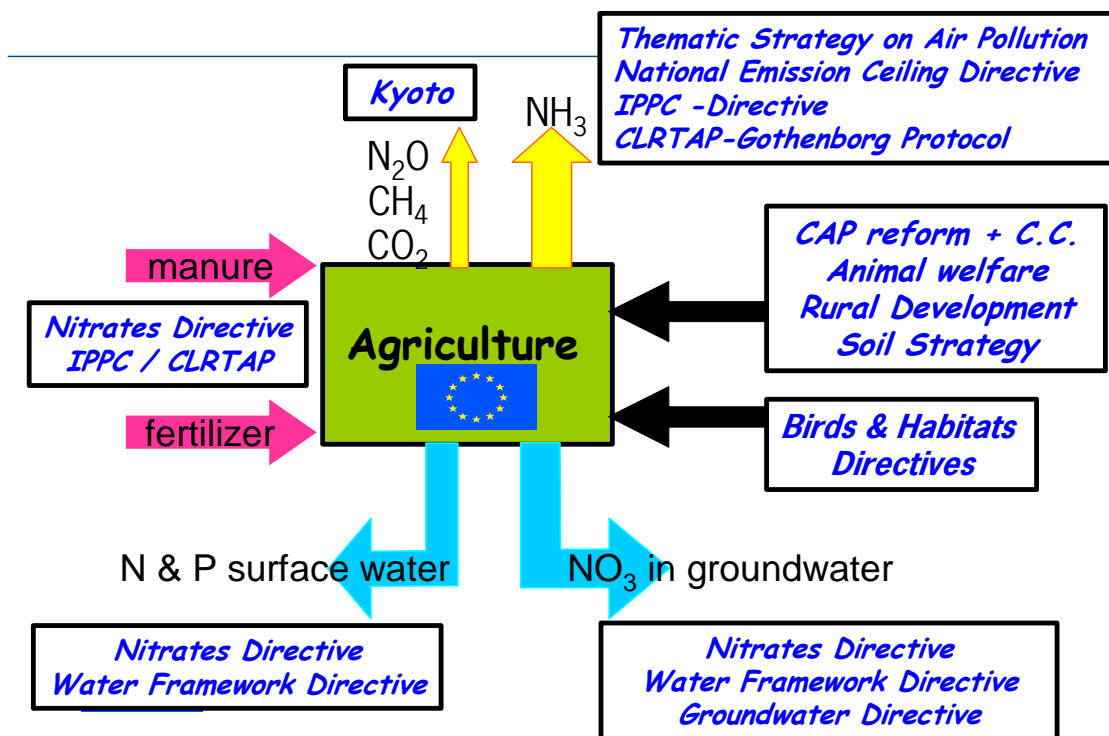 Thematic Strategy on Air Pollution
National Emission Ceiling Directive
IPPC -Directive
CLRTAP-Gothenborg Protocol
Kyoto
NH₃
N₂O
CH₄
CO₂
manure
Nitrates Directive
IPPC / CLRTAP
fertilizer
Agriculture
CAP reform + C.C.
Animal welfare
Rural Development
Soil Strategy
Birds & Habitats
Directives
N & P surface water
NO₃ in groundwater
Nitrates Directive
Water Framework Directive
Nitrates Directive
Water Framework Directive
Groundwater Directive